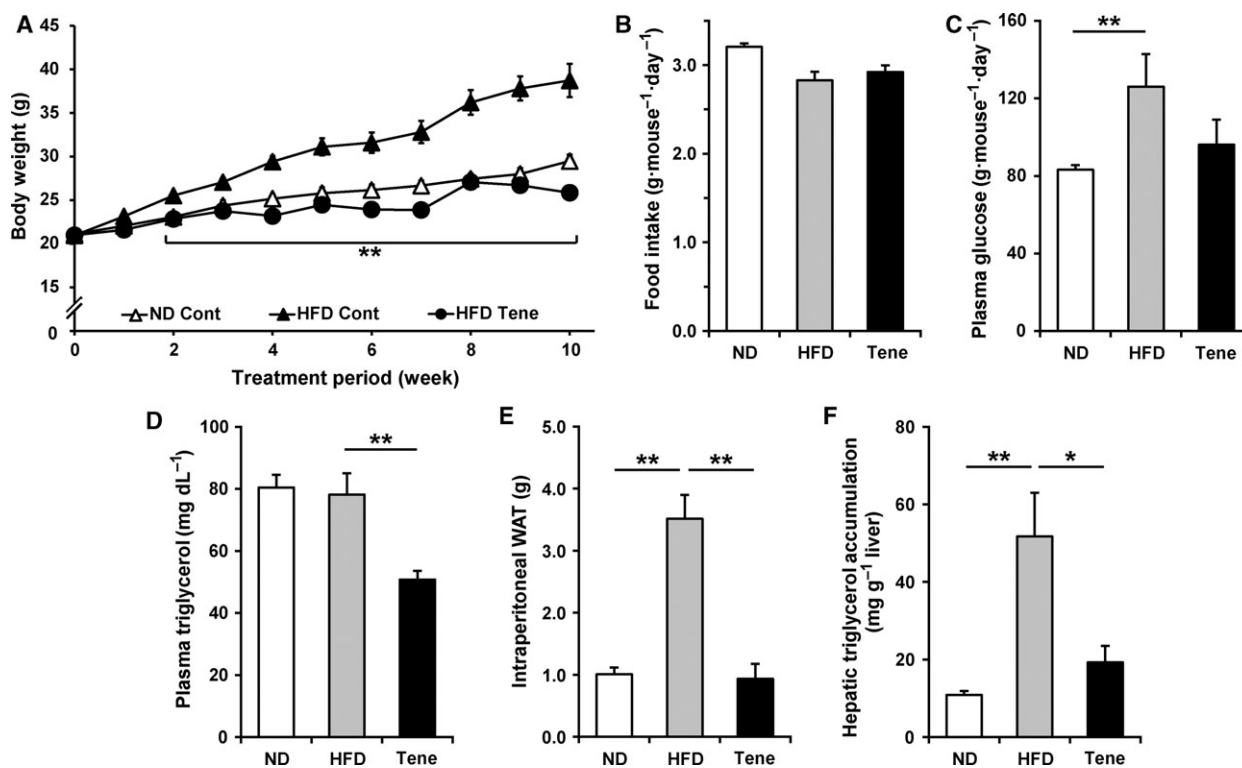 A
Body weight (g)
45
40
35
30
25
20
15
0
**
ND Cont
HFD Cont
HFD Tene
0
2
4
6
8
10
Treatment period (week)
B
Food intake (g·mouse⁻¹·day⁻¹)
3.0
2.0
1.0
0.0
ND
HFD
Tene
C
Plasma glucose (g·mouse⁻¹·day⁻¹)
160
120
80
40
0
**
ND
HFD
Tene
D
Plasma triglycerol (mg dL⁻¹)
100
80
60
40
20
0
**
ND
HFD
Tene
E
Intraperitoneal WAT (g)
5.0
4.0
3.0
2.0
1.0
0.0
**
**
ND
HFD
Tene
F
Hepatic triglycerol accumulation
(mg g⁻¹ liver)
80
60
40
20
0
**
*
ND
HFD
Tene